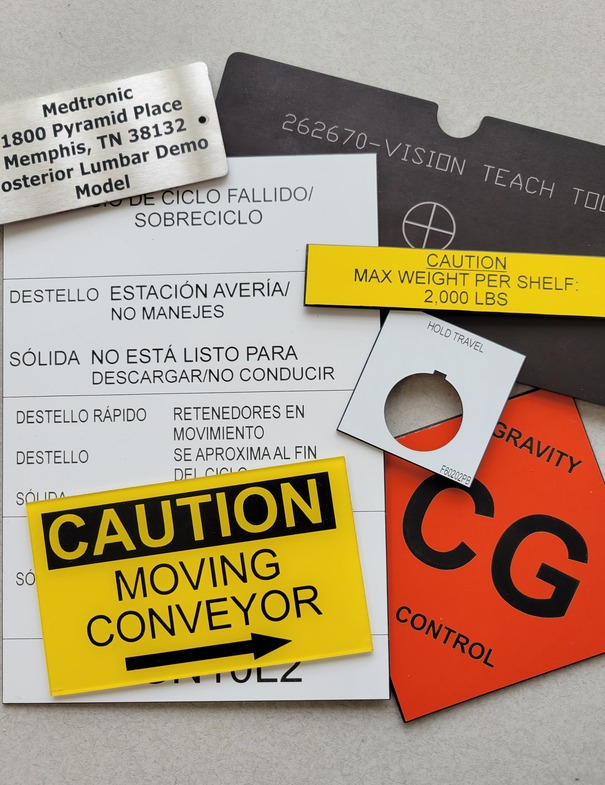 Medtronic
1800 Pyramid Place
Memphis, TN 38132
osterior Lumbar Demo
Model
262670-VISION TEACH TOO
DE CICLO FALLIDO/
SOBRECICLO
CAUTION
MAX WEIGHT PER SHELF:
2,000 LBS
DESTELLO ESTACIÓN AVERÍA/
NO MANEJES
SÓLIDA NO ESTÁ LISTO PARA
DESCARGAR/NO CONDUCIR
DESTELLO RÁPIDO RETENEDORES EN
MOVIMIENTO
DESTELLO SE APROXIMA AL FIN
DEL CICLO
SÓLIDA
SÓ
HOLD TRAVEL
F60202PB
GRAVITY
CG
CONTROL
CAUTION
MOVING
CONVEYOR